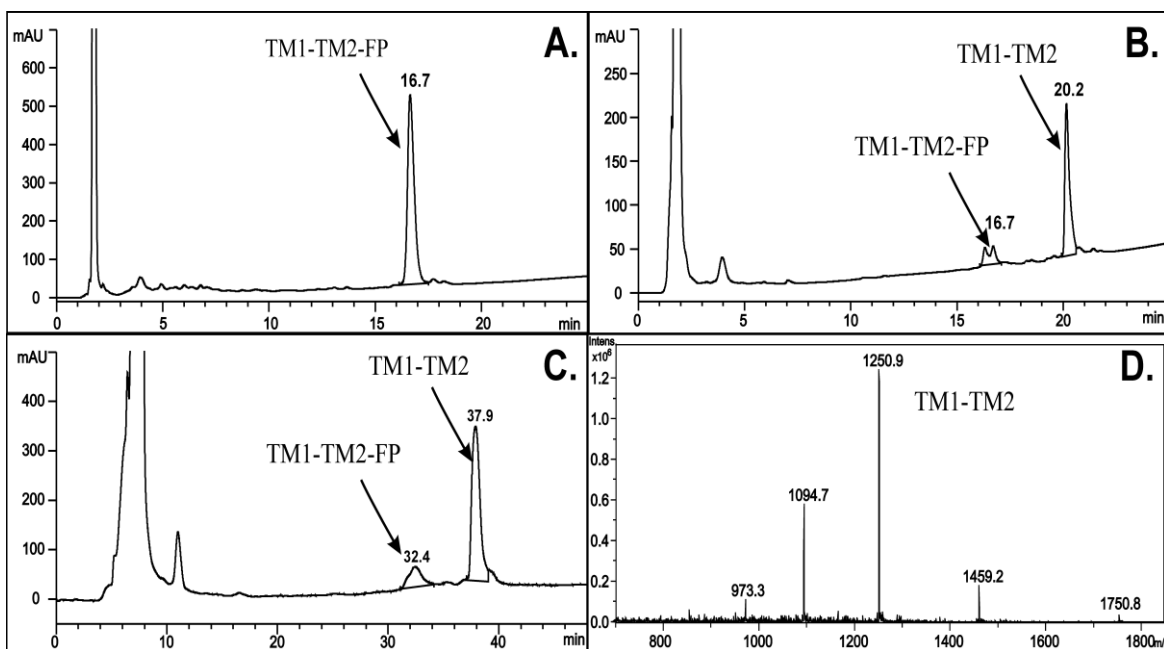 mAU
A.
TM1-TM2-FP
16.7
600
500
400
300
200
100
0
0 5 10 15 20 min
mAU
B.
TM1-TM2
20.2
TM1-TM2-FP
16.7
250
200
150
100
50
0
0 5 10 15 20 min
mAU
C.
TM1-TM2
37.9
TM1-TM2-FP
32.4
400
300
200
100
0
0 10 20 30 40
Intens
x10⁶
D.
1250.9
TM1-TM2
1094.7
973.3
1459.2
1750.8
1.2
1.0
0.8
0.6
0.4
0.2
0.0
800 1000 1200 1400 1600 1800